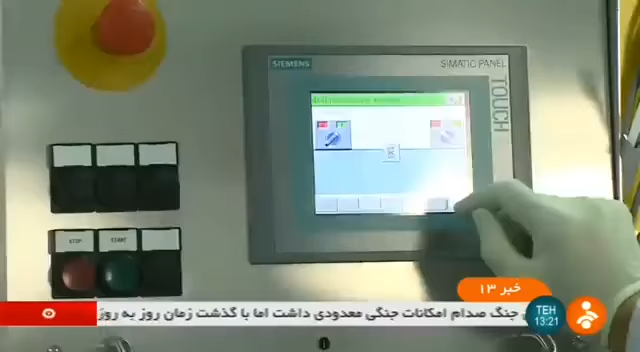 SIEMENS
SIMATIC PANEL
TOUCH
STOP
START
خبر ۱۳
جنگ صدام امکانات جنگی معدودی داشت اما با گذشت زمان روز به روز
TEH
13:21